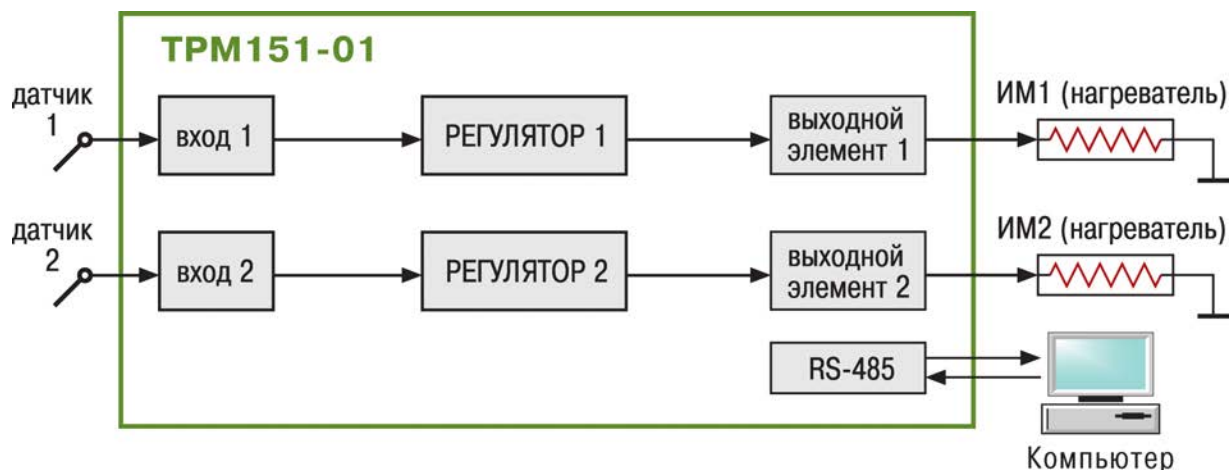 ТРМ151-01
датчик
1
вход 1
РЕГУЛЯТОР 1
выходной
элемент 1
ИМ1 (нагреватель)
датчик
2
вход 2
РЕГУЛЯТОР 2
выходной
элемент 2
ИМ2 (нагреватель)
RS-485
Компьютер